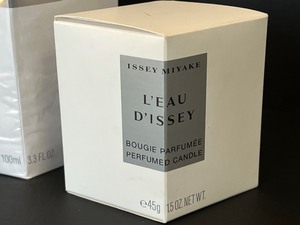 ISSEY MIYAKE
L'EAU
D'ISSEY
BOUGIE PARFUMÉE
PERFUMED CANDLE
℮45g 1.5 OZ. NET WT.
100ml 3.3 FL OZ